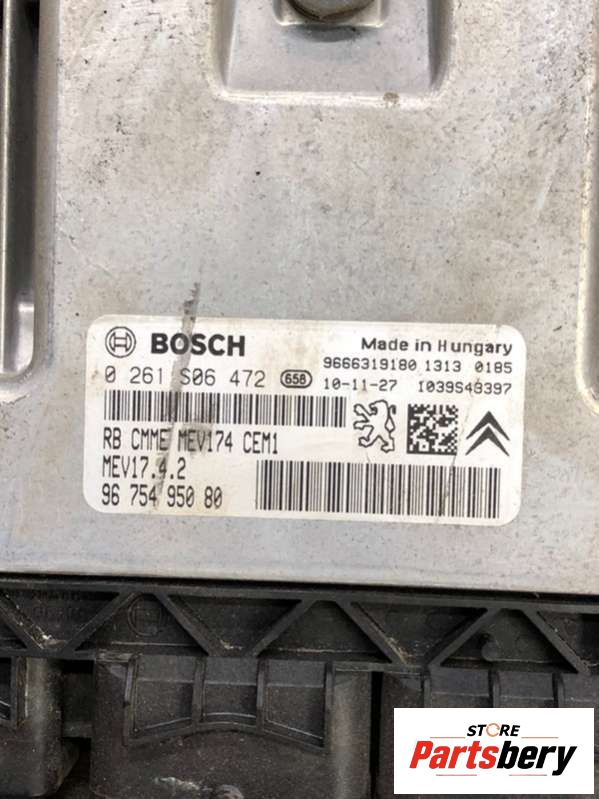 BOSCH
Made in Hungary
0 261 S06 472 658
9666319180 1313 0185
10-11-27 1039S49397
RB CMME MEV174 CEM1
MEV17.4.2
96 754 950 80
STORE
Partsbery